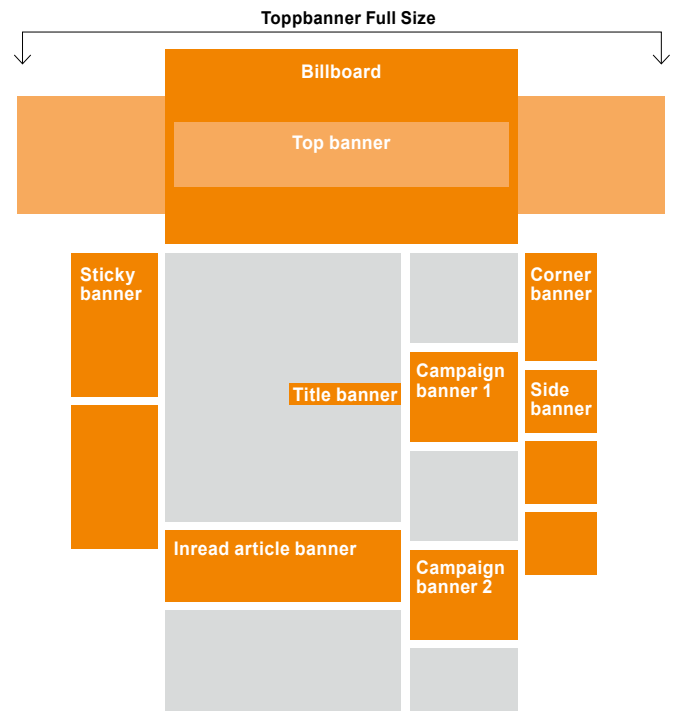 Toppbanner Full Size
Billboard
Top banner
Sticky
banner
Corner
banner
Campaign
banner 1
Title banner
Side
banner
Inread article banner
Campaign
banner 2